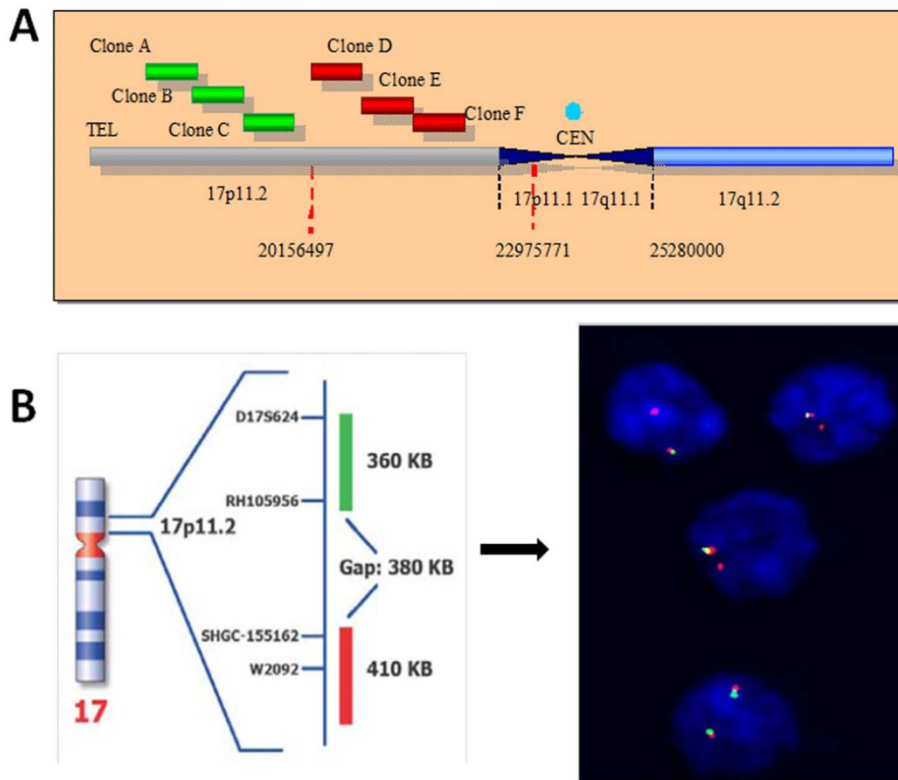 A
Clone A
Clone D
Clone B
Clone E
Clone C
Clone F
TEL
CEN
17p11.2
17p11.1
17q11.1
17q11.2
20156497
22975771
25280000
B
17p11.2
17
D17S624
RH105956
SHGC-155162
W2092
360 KB
Gap: 380 KB
410 KB